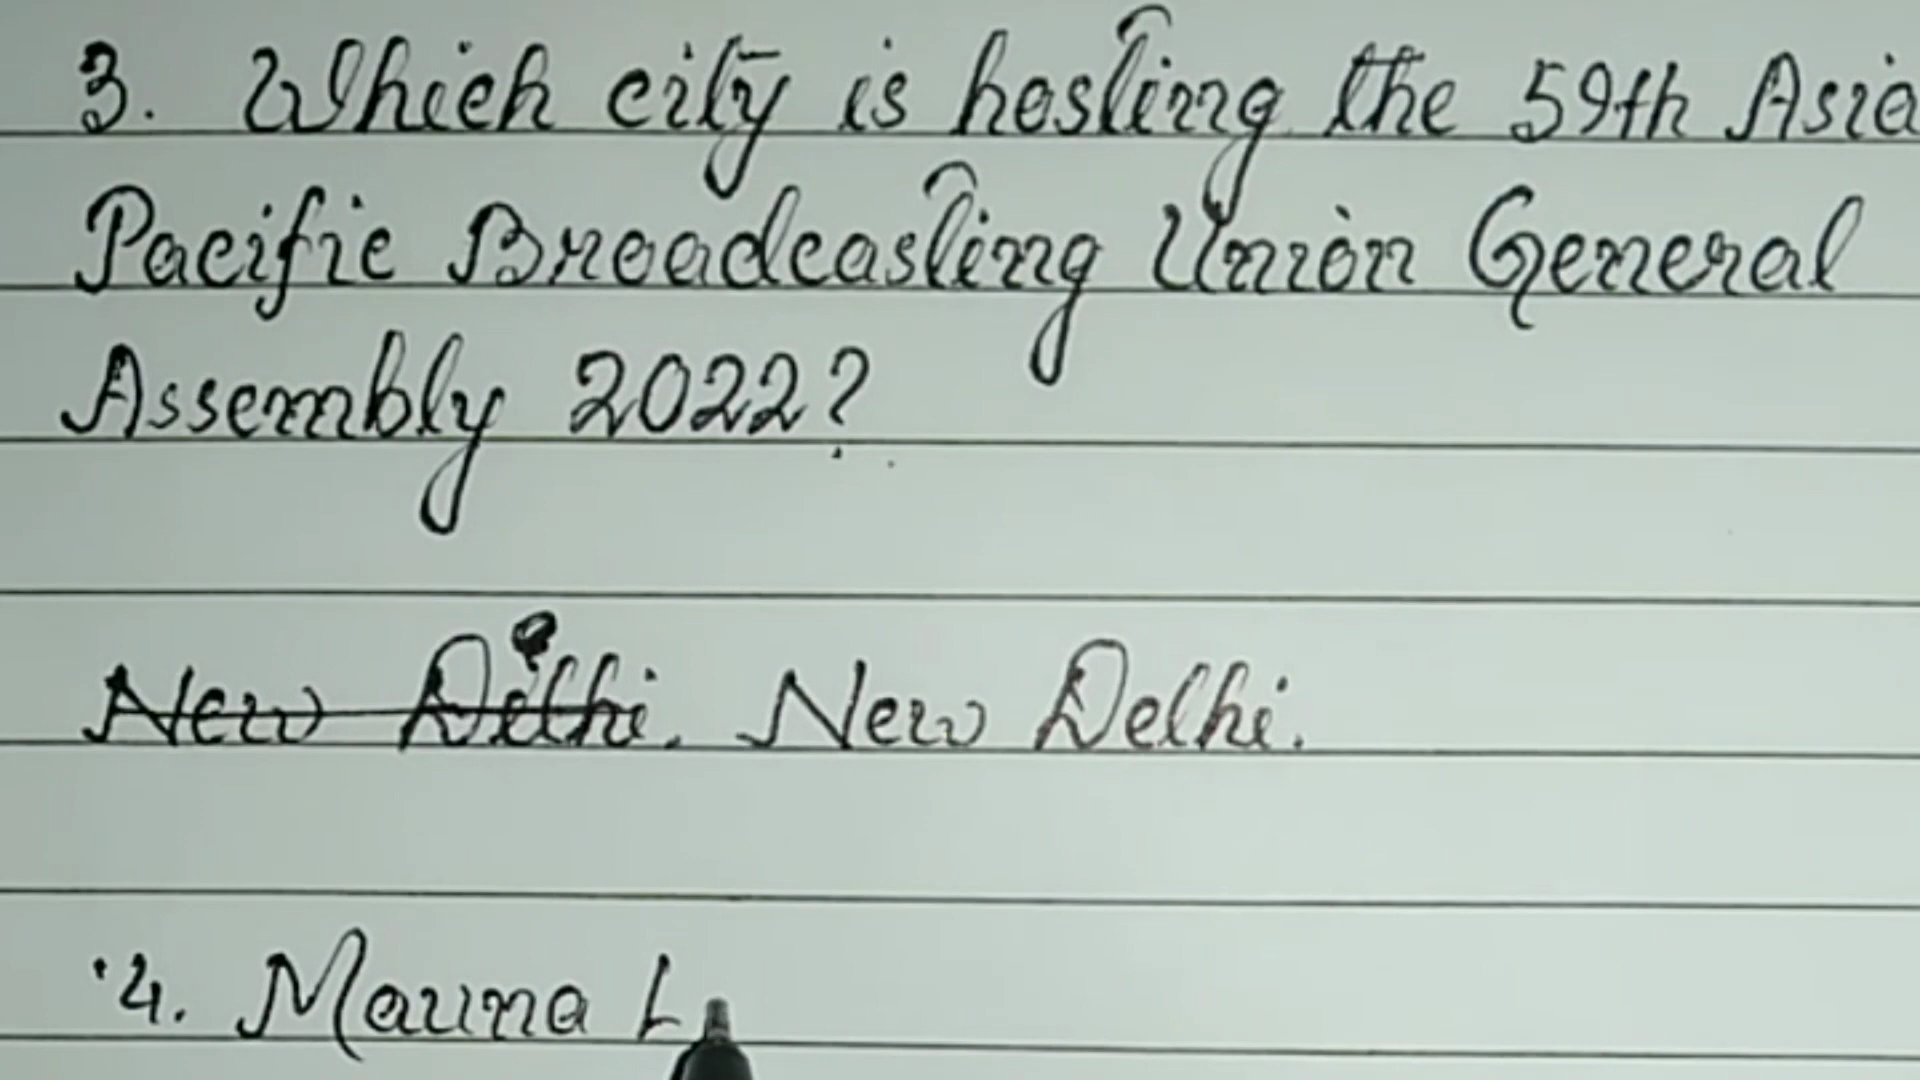 3. Which city is hosting the 59th Asia
Pacific Broadcasting Union General
Assembly 2022?
New Delhi. New Delhi.
4. Mauna L